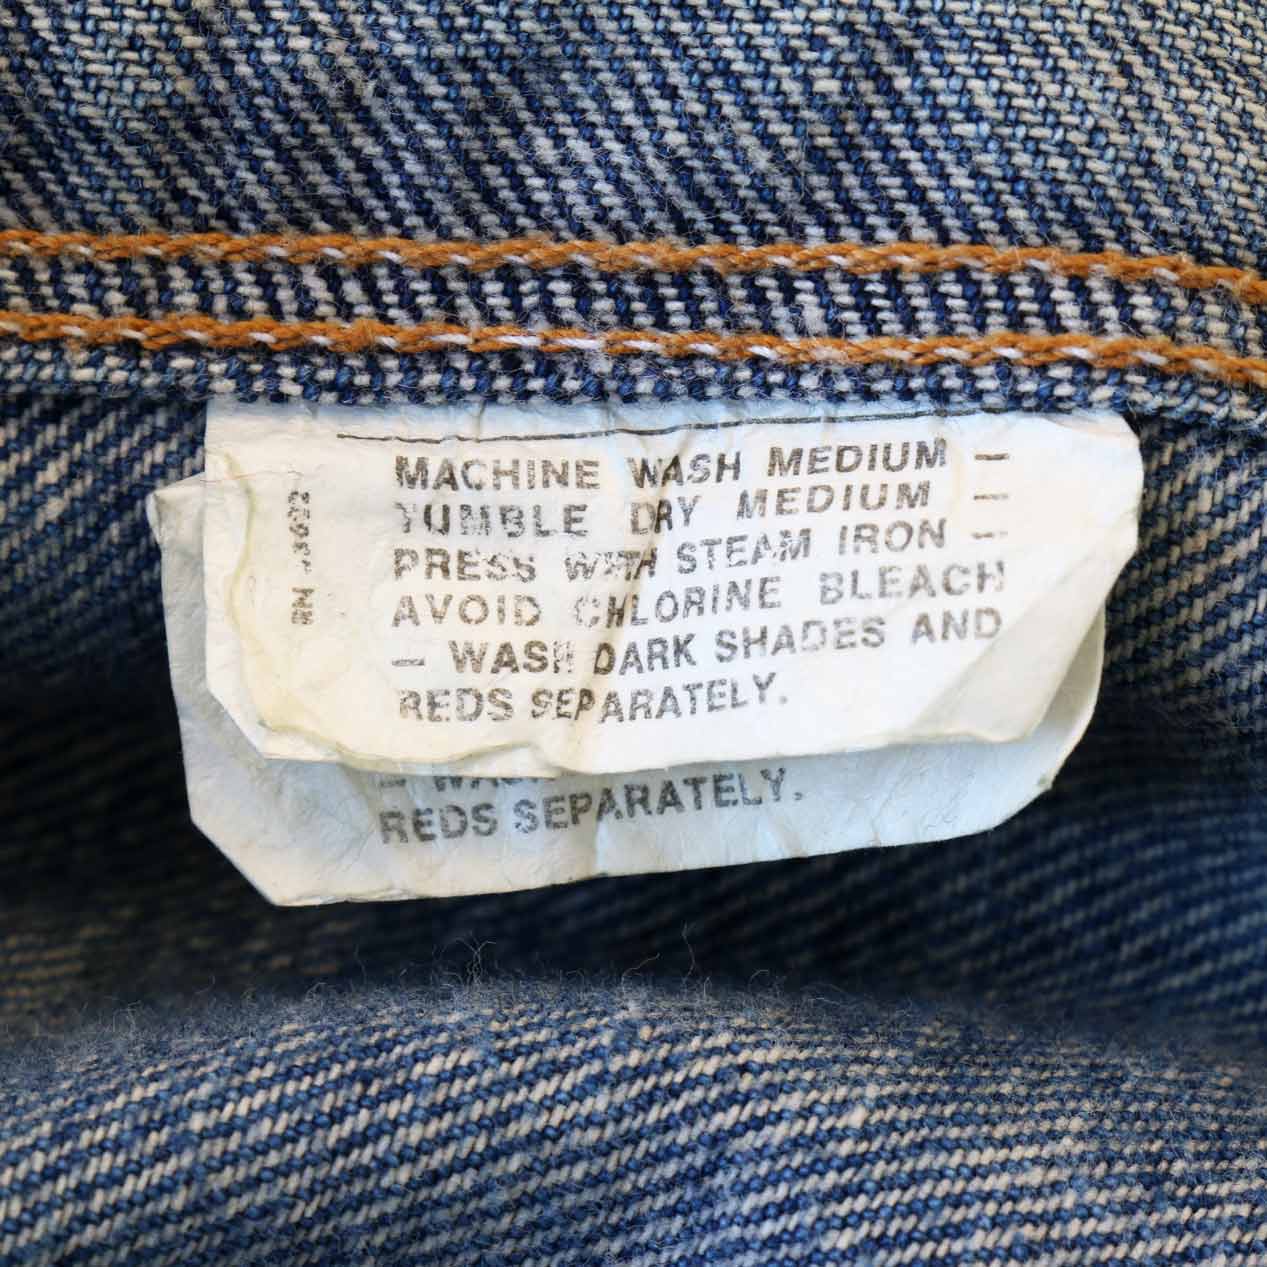 MACHINE WASH MEDIUM –
TUMBLE DRY MEDIUM –
PRESS WITH STEAM IRON –
AVOID CHLORINE BLEACH
– WASH DARK SHADES AND
REDS SEPARATELY.
REDS SEPARATELY.